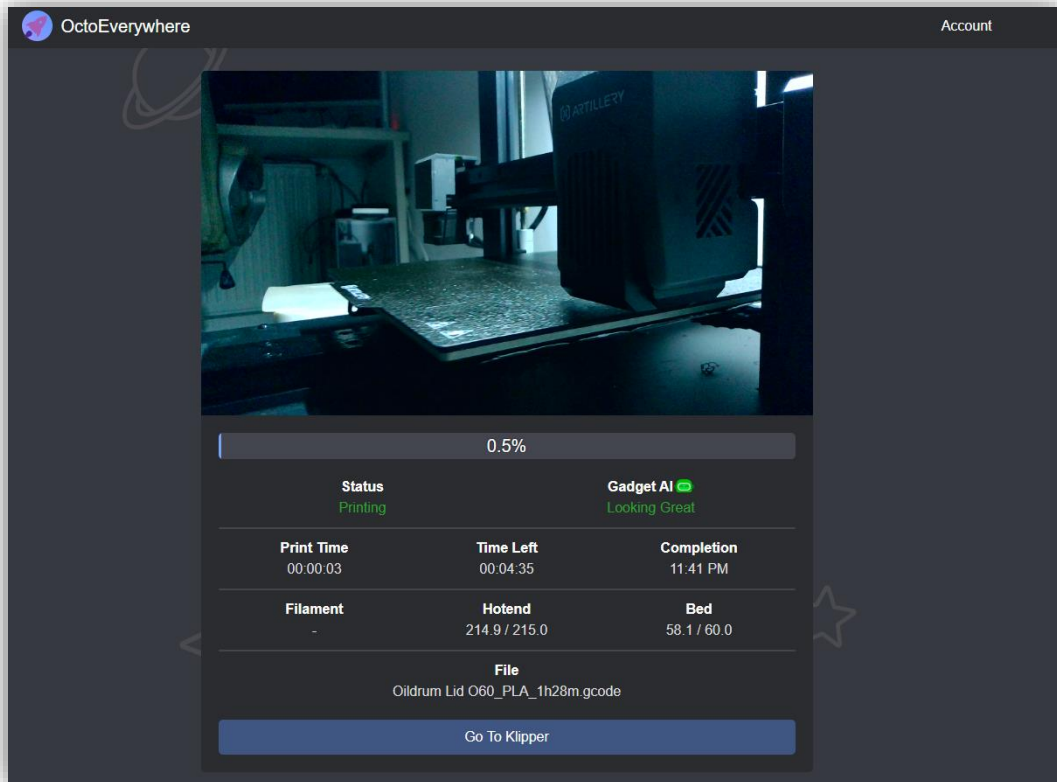 OctoEverywhere
Account
ARTILLERY
0.5%
Status
Gadget AI
Printing
Looking Great
Print Time
Time Left
Completion
00:00:03
00:04:35
11:41 PM
Filament
Hotend
Bed
-
214.9 / 215.0
58.1 / 60.0
File
Oildrum Lid O60_PLA_1h28m.gcode
Go To Klipper